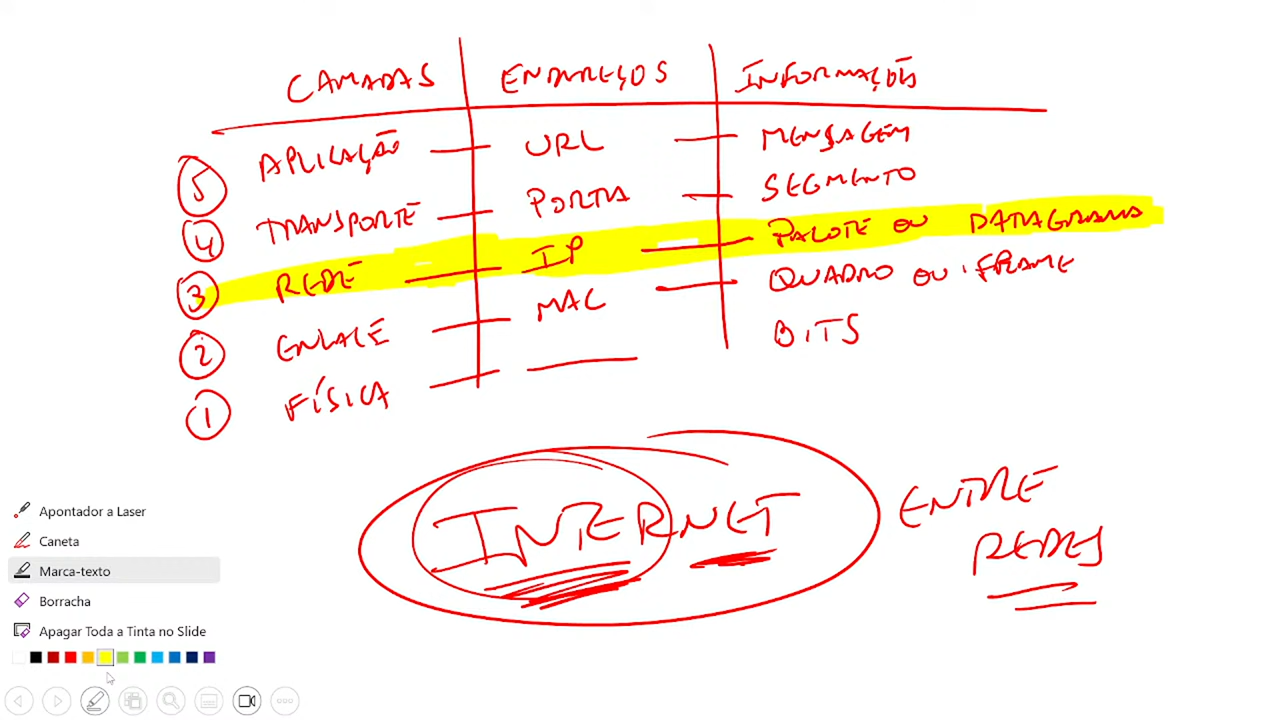 CAMADAS ENDEREÇOS INFORMAÇÕES
5 APLICAÇÃO — URL — MENSAGEM
4 TRANSPORTE — PORTA — SEGMENTO
3 REDE — IP — PACOTE OU DATAGRAMA
2 ENLACE — MAC — QUADRO OU FRAME
1 FÍSICA — — BITS
INTERNET ENTRE
REDES
Apontador a Laser
Caneta
Marca-texto
Borracha
Apagar Toda a Tinta no Slide